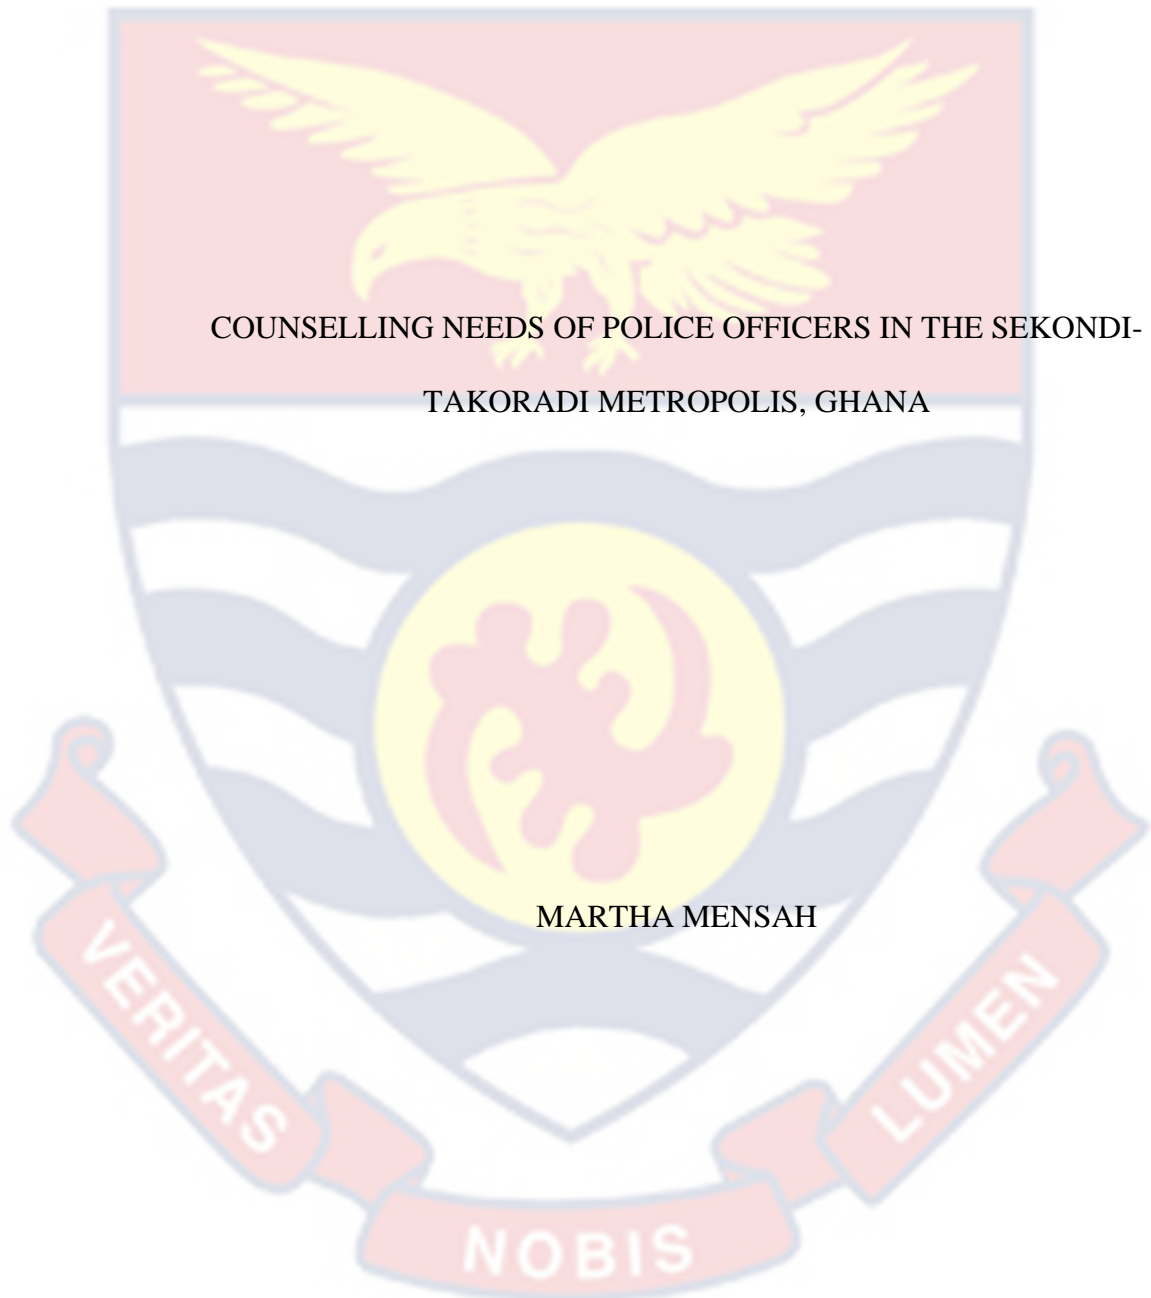 COUNSELLING NEEDS OF POLICE OFFICERS IN THE SEKONDI-
TAKORADI METROPOLIS, GHANA
MARTHA MENSAH
VERITAS
NOBIS
LUMEN